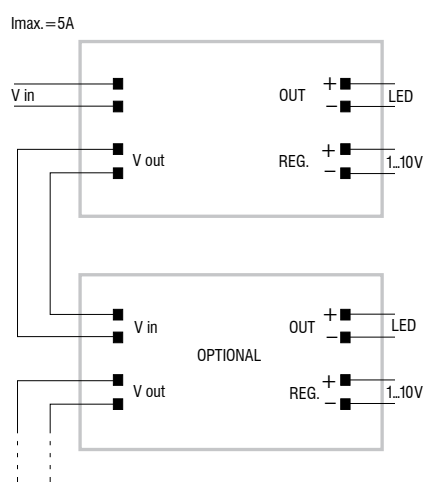 Imax.=5A
V in
OUT
+
−
LED
V out
REG.
+
−
1...10V
V in
OUT
+
−
LED
OPTIONAL
V out
REG.
+
−
1...10V